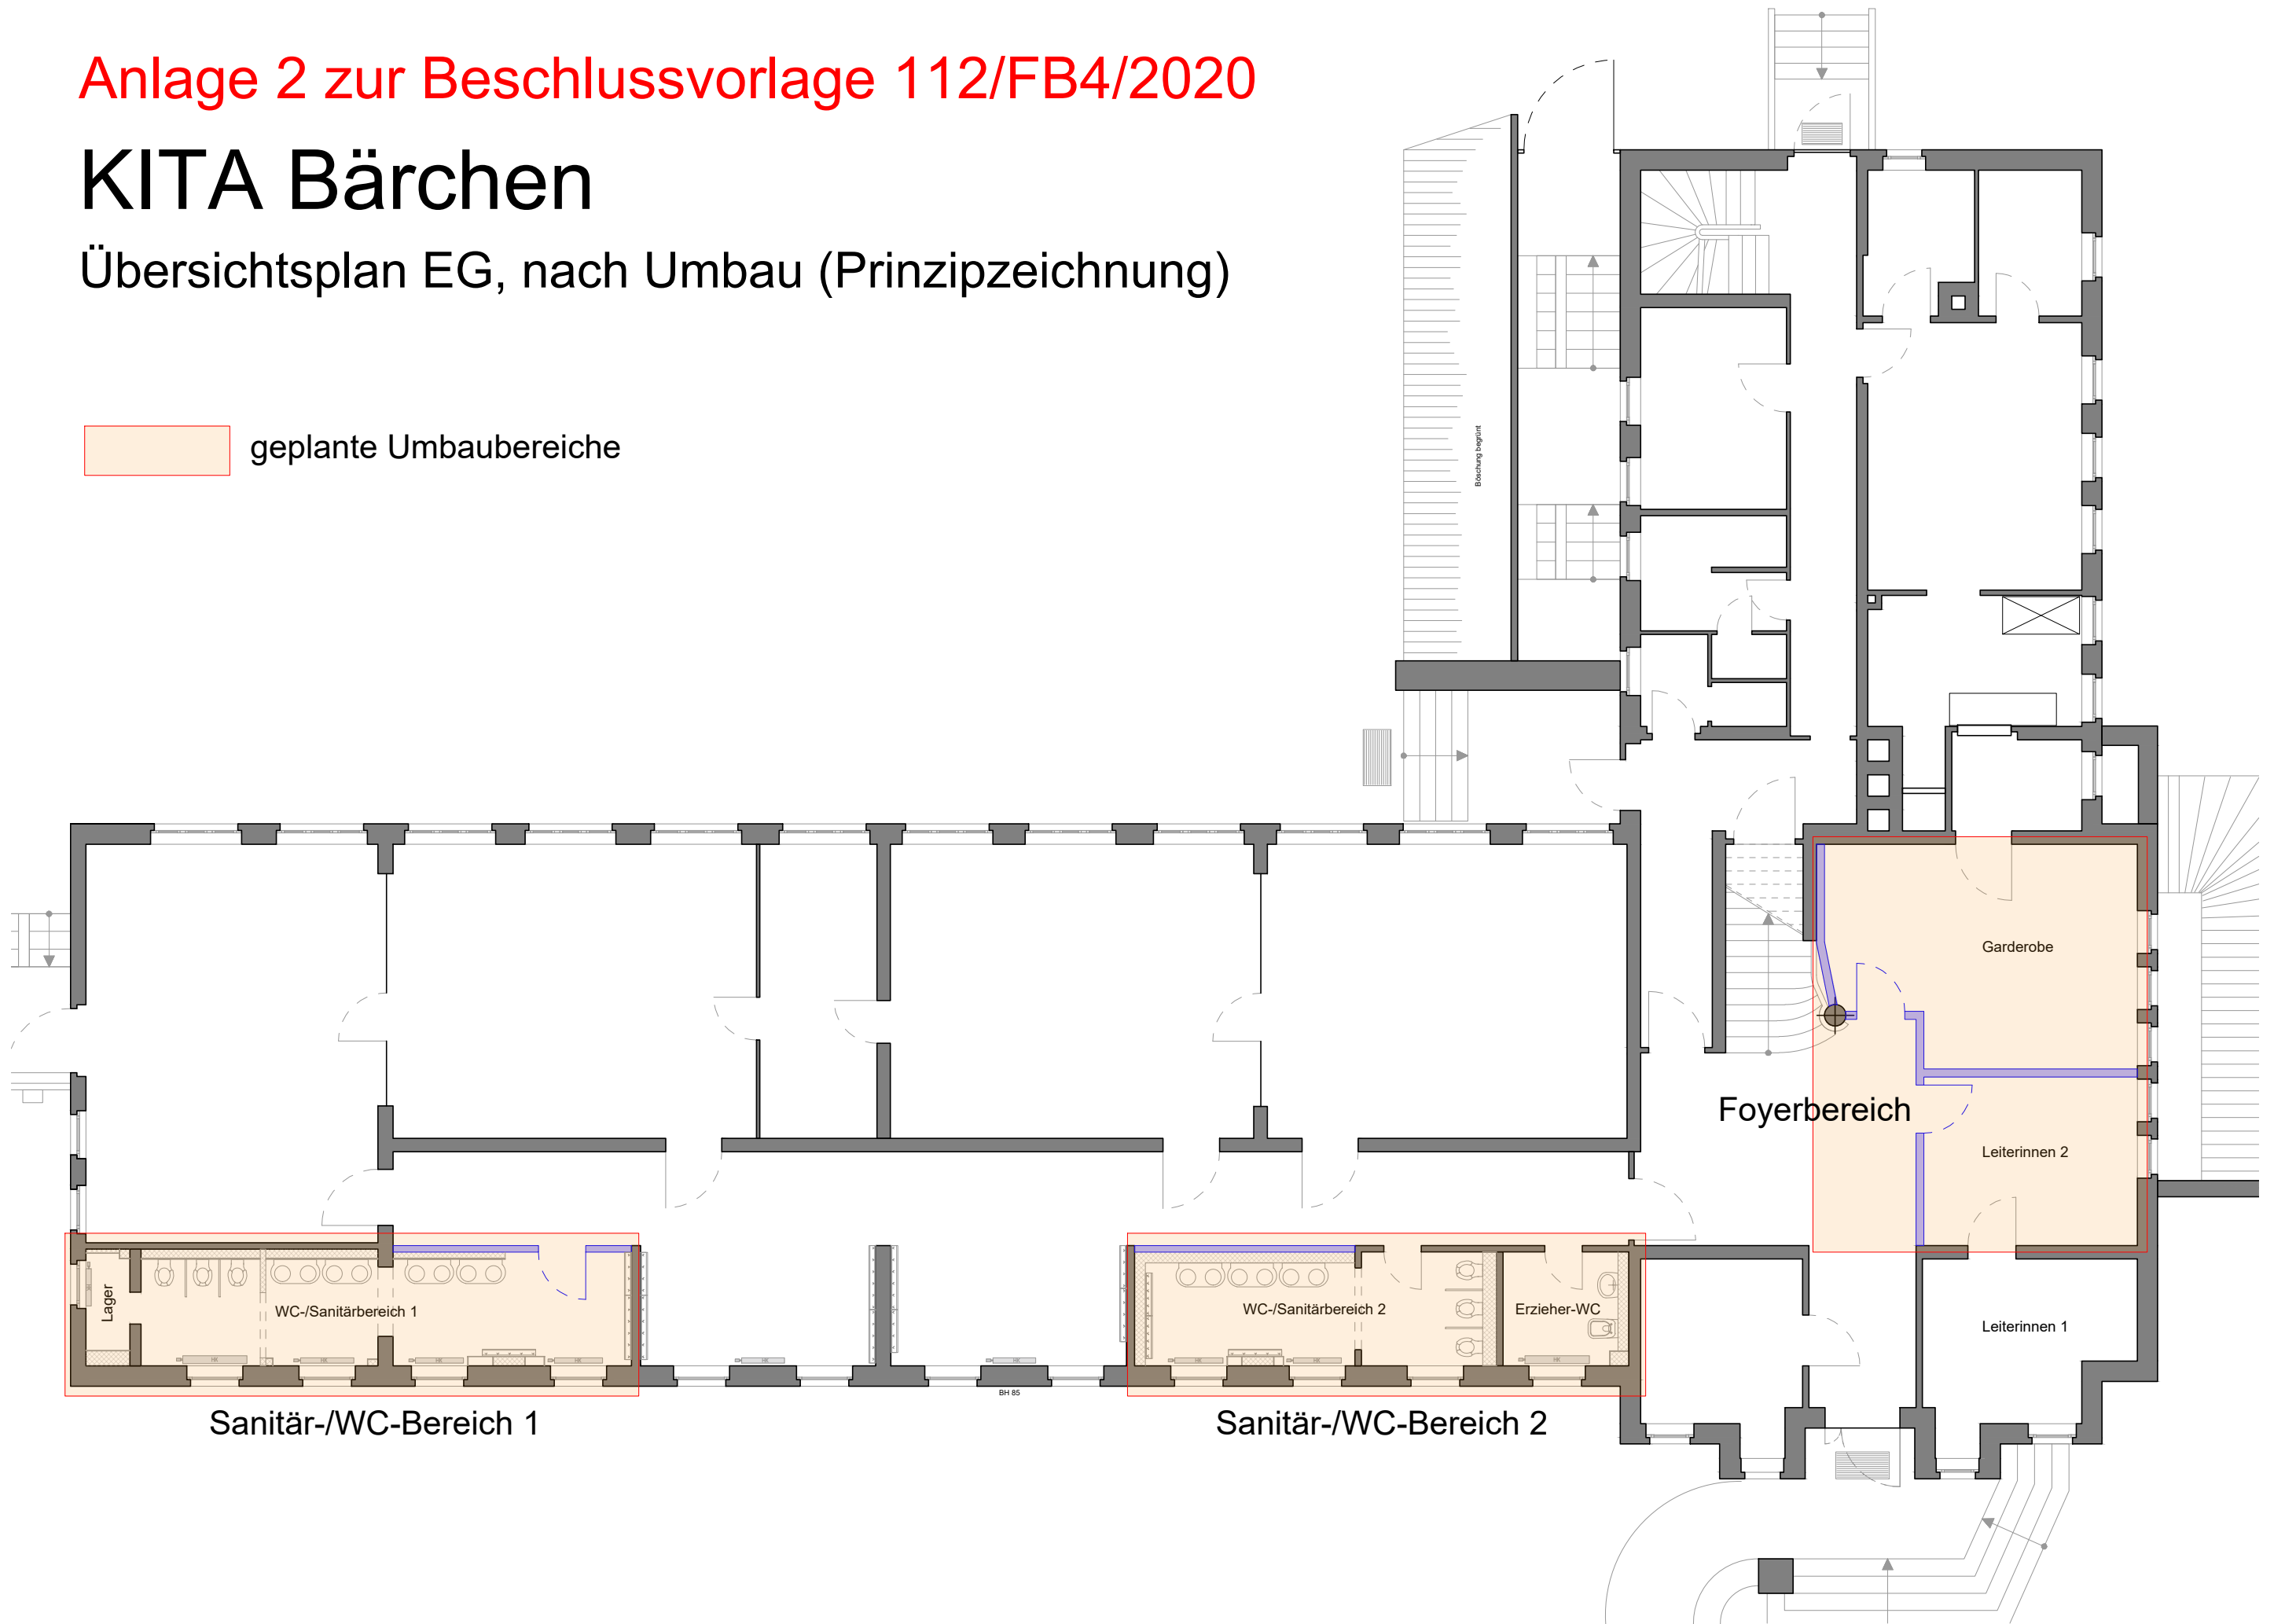 Anlage 2 zur Beschlussvorlage 112/FB4/2020
KITA Bärchen
Übersichtsplan EG, nach Umbau (Prinzipzeichnung)
geplante Umbaubereiche
Böschung begrünt
Garderobe
Foyerbereich
Leiterinnen 2
Lager
WC-/Sanitärbereich 1
WC-/Sanitärbereich 2
Erzieher-WC
Leiterinnen 1
BH 85
Sanitär-/WC-Bereich 1
Sanitär-/WC-Bereich 2